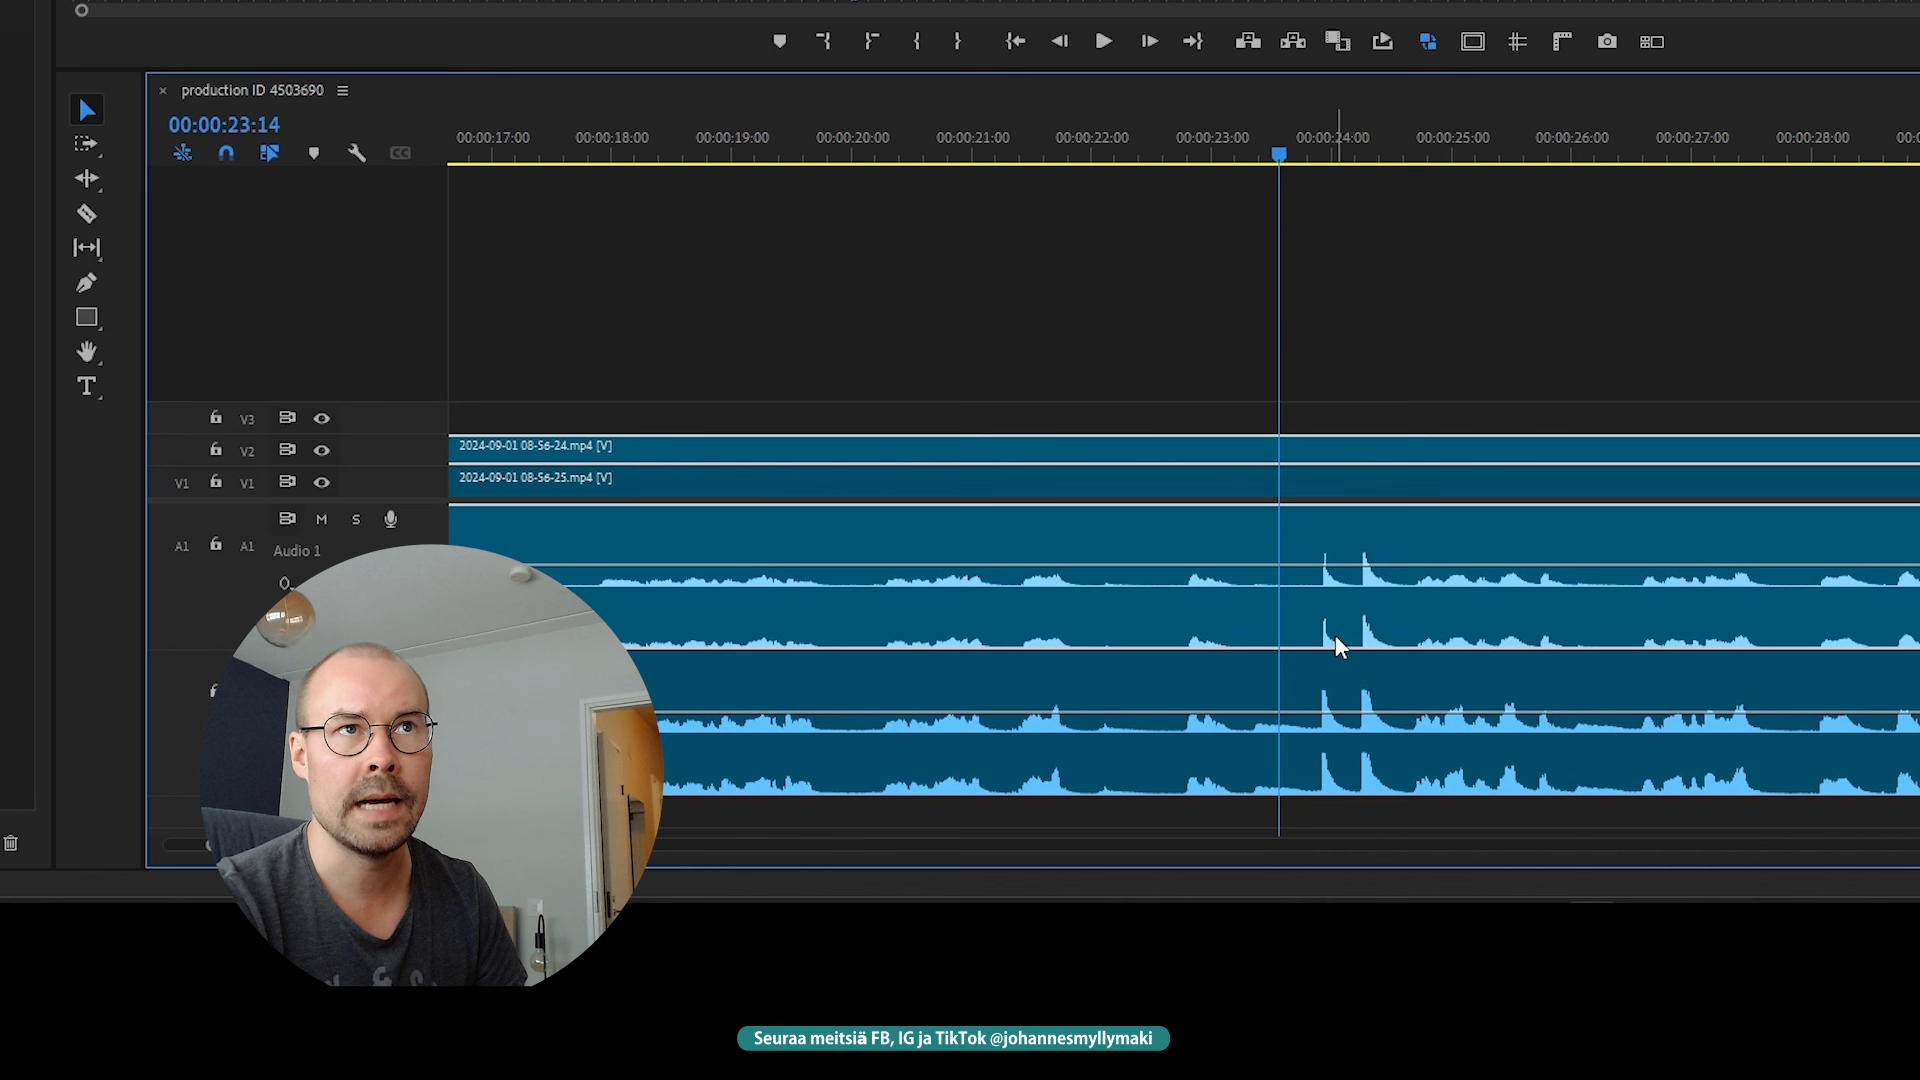 production ID 4503690
00:00:23:14
00:00:17:00 00:00:18:00 00:00:19:00 00:00:20:00 00:00:21:00 00:00:22:00 00:00:23:00 00:00:24:00 00:00:25:00 00:00:26:00 00:00:27:00 00:00:28:00 00:0
CC
V3
V2 2024-09-01 08-56-24.mp4 [V]
V1 V1 2024-09-01 08-56-25.mp4 [V]
M S
A1 A1 Audio 1
Seuraa meitsiä FB, IG ja TikTok @johannesmyllymaki